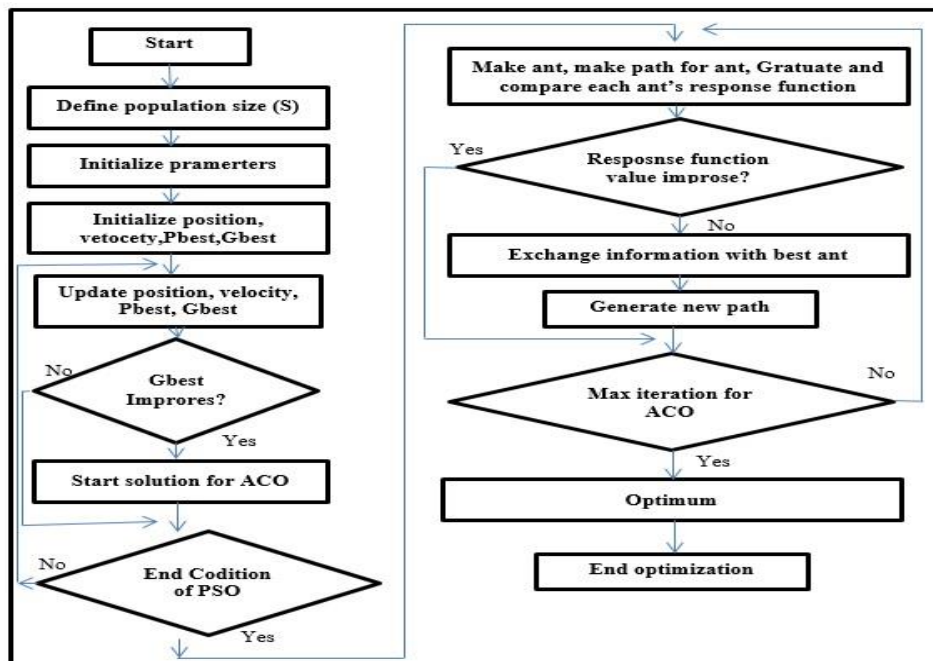 Start
Define population size (S)
Initialize pramerters
Initialize position,
vetocety,Pbest,Gbest
Update position, velocity,
Pbest, Gbest
No
Gbest
Improres?
Yes
Start solution for ACO
No
End Codition
of PSO
Yes
Make ant, make path for ant, Gratuate and
compare each ant's response function
Yes
Resposnse function
value improse?
No
Exchange information with best ant
Generate new path
No
Max iteration for
ACO
Yes
Optimum
End optimization